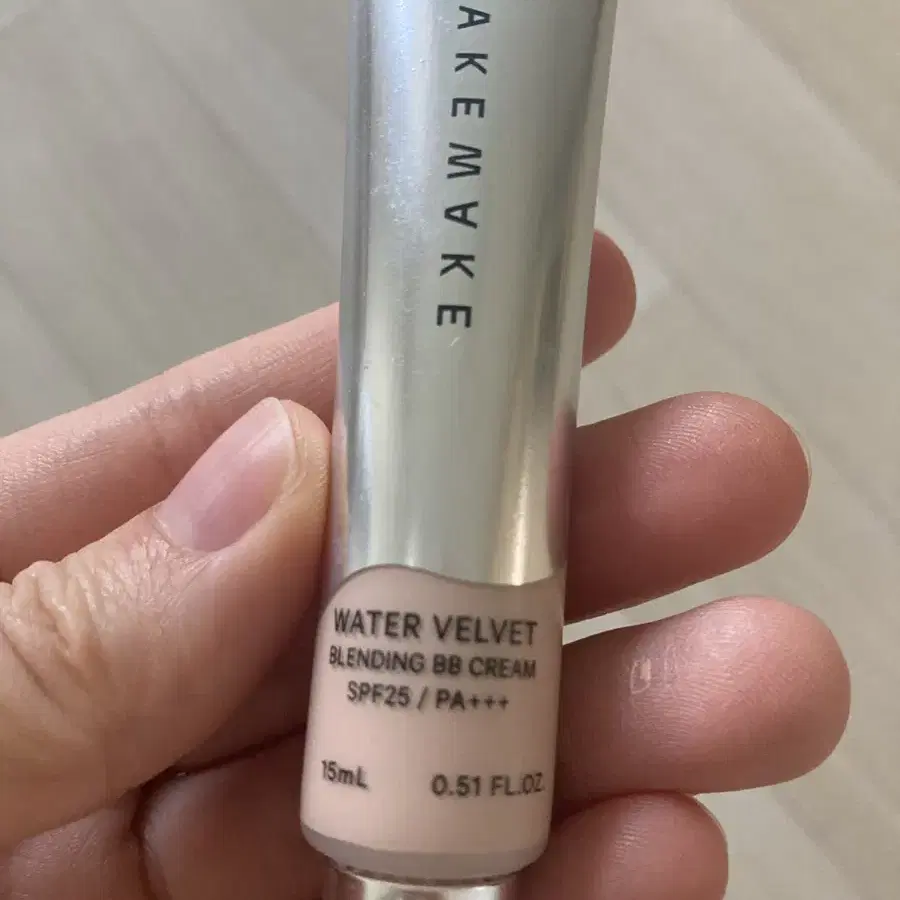 AKEMAKE
WATER VELVET
BLENDING BB CREAM
SPF25 / PA+++
15mL 0.51 FL.OZ.